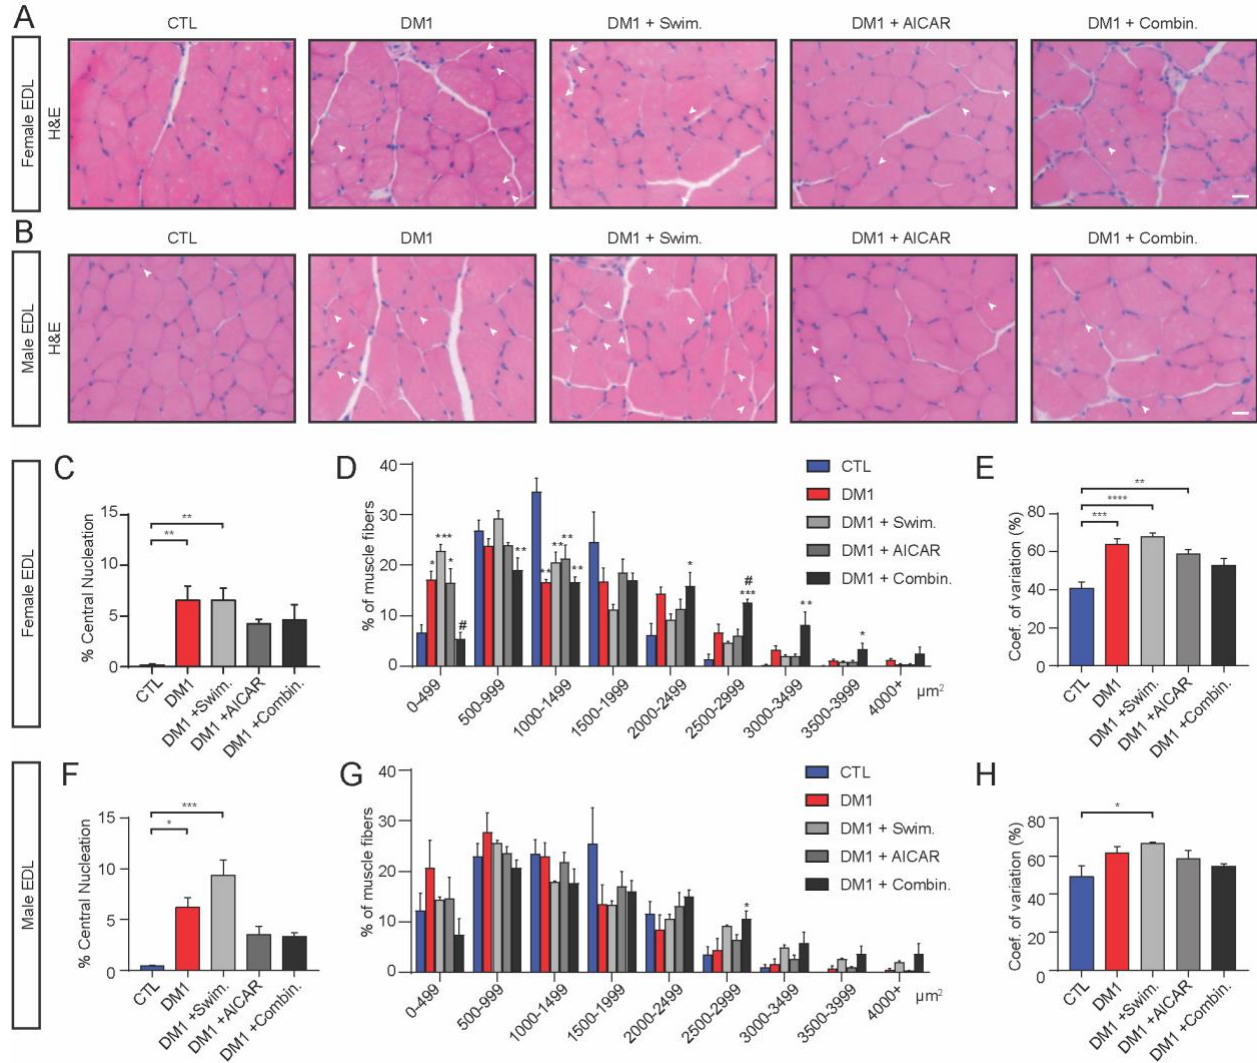 A
CTL
DM1
DM1 + Swim.
DM1 + AICAR
DM1 + Combin.
Female EDL
H&E
B
CTL
DM1
DM1 + Swim.
DM1 + AICAR
DM1 + Combin.
Male EDL
H&E
Female EDL
C
% Central Nucleation
15
10
5
0
**
**
CTL
DM1
DM1 +Swim.
DM1 +AICAR
DM1 +Combin.
D
% of muscle fibers
40
30
20
10
0
*
***
*
#
**
**
**
**
**
*
#
***
**
*
0-499
500-999
1000-1499
1500-1999
2000-2499
2500-2999
3000-3499
3500-3999
4000+
µm²
CTL
DM1
DM1 + Swim.
DM1 + AICAR
DM1 + Combin.
E
Coef. of variation (%)
80
60
40
20
0
**
****
***
CTL
DM1
DM1 +Swim.
DM1 +AICAR
DM1 +Combin.
Male EDL
F
% Central Nucleation
15
10
5
0
***
*
CTL
DM1
DM1 +Swim.
DM1 +AICAR
DM1 +Combin.
G
% of muscle fibers
40
30
20
10
0
*
0-499
500-999
1000-1499
1500-1999
2000-2499
2500-2999
3000-3499
3500-3999
4000+
µm²
CTL
DM1
DM1 + Swim.
DM1 + AICAR
DM1 + Combin.
H
Coef. of variation (%)
80
60
40
20
0
*
CTL
DM1
DM1 +Swim.
DM1 +AICAR
DM1 +Combin.